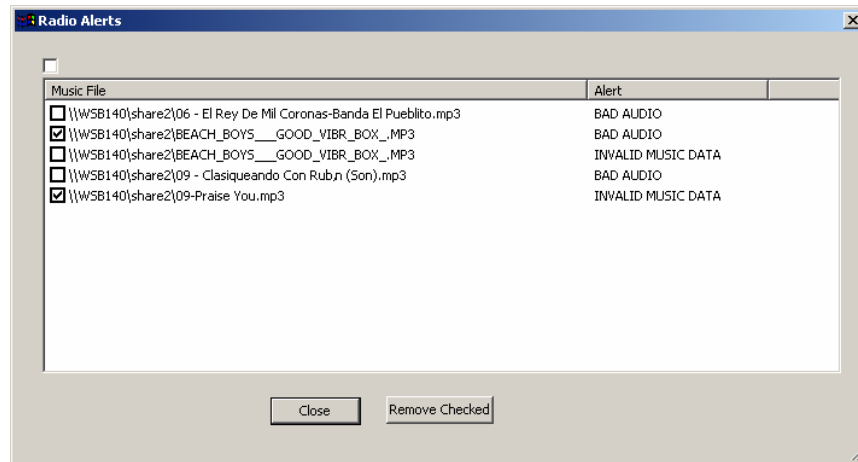 Radio Alerts
Music File Alert
\\WSB140\share2\06 - El Rey De Mil Coronas-Banda El Pueblito.mp3 BAD AUDIO
\\WSB140\share2\BEACH_BOYS___GOOD_VIBR_BOX_.MP3 BAD AUDIO
\\WSB140\share2\BEACH_BOYS___GOOD_VIBR_BOX_.MP3 INVALID MUSIC DATA
\\WSB140\share2\09 - Clasiqueando Con Rub‚n (Son).mp3 BAD AUDIO
\\WSB140\share2\09-Praise You.mp3 INVALID MUSIC DATA
Close Remove Checked